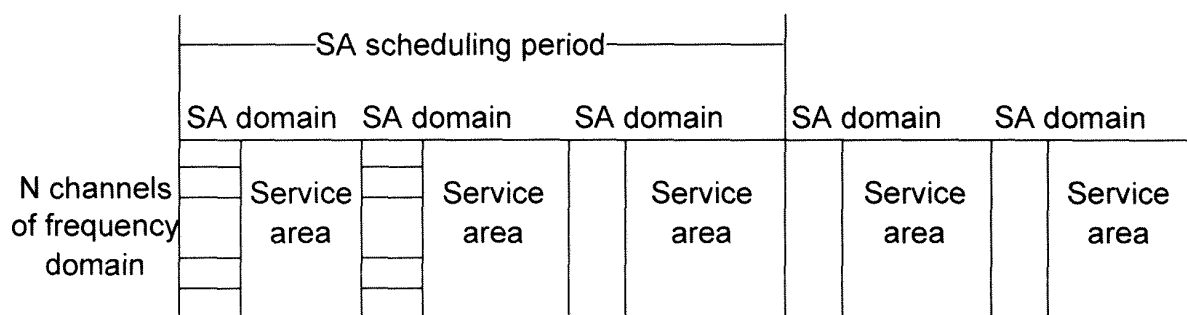 SA scheduling period
SA domain SA domain SA domain SA domain SA domain
N channels
of frequency
domain
Service
area
Service
area
Service
area
Service
area
Service
area